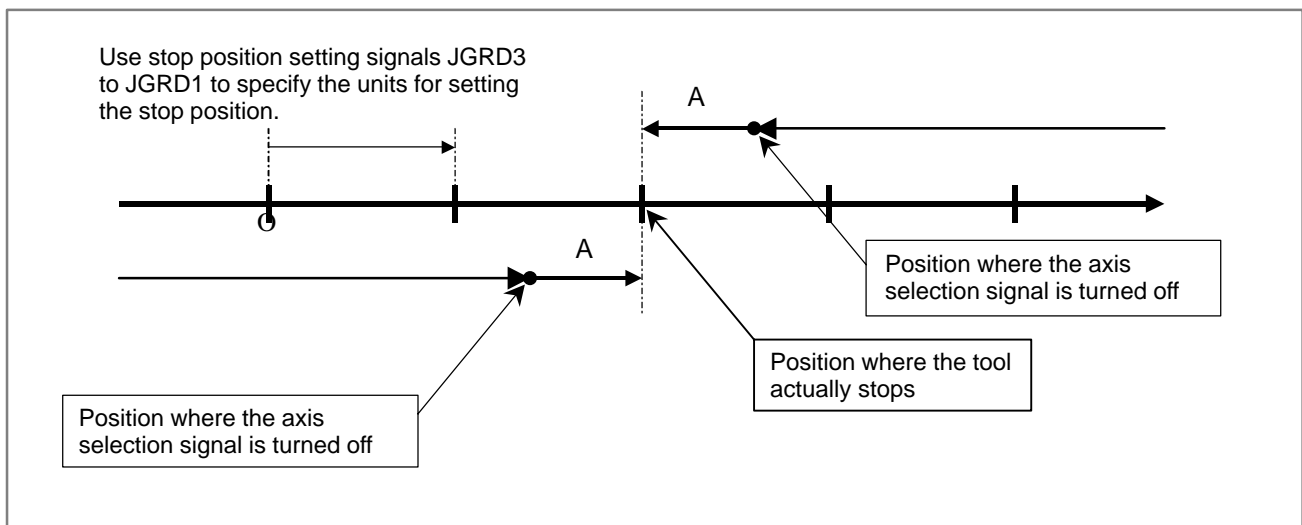 Use stop position setting signals JGRD3
to JGRD1 to specify the units for setting
the stop position.
A
O
A
Position where the axis
selection signal is turned off
Position where the tool
actually stops
Position where the axis
selection signal is turned off